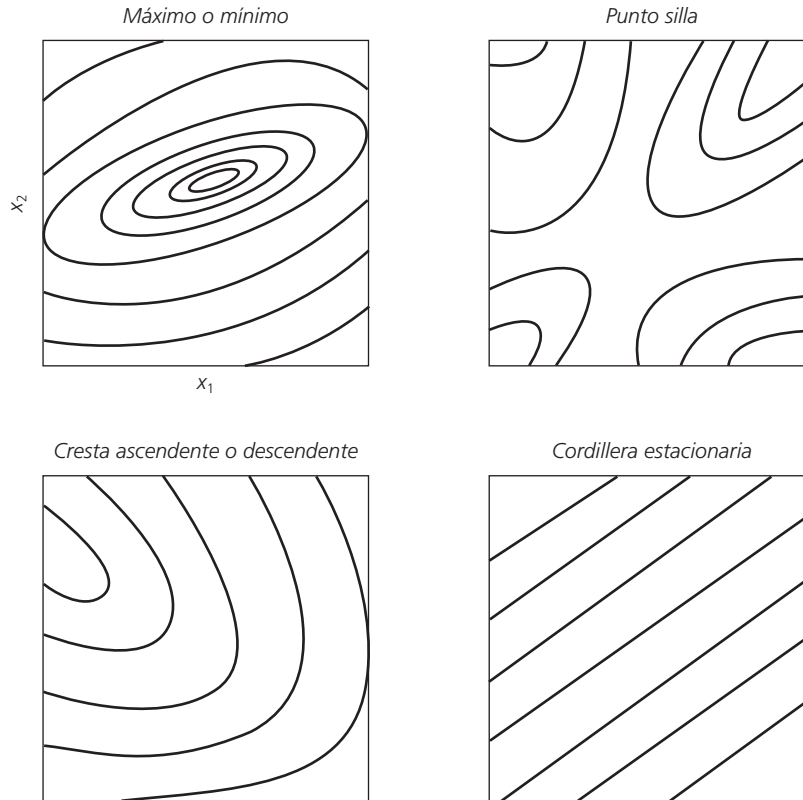 Máximo o mínimo
Punto silla
x2
x1
Cresta ascendente o descendente
Cordillera estacionaria